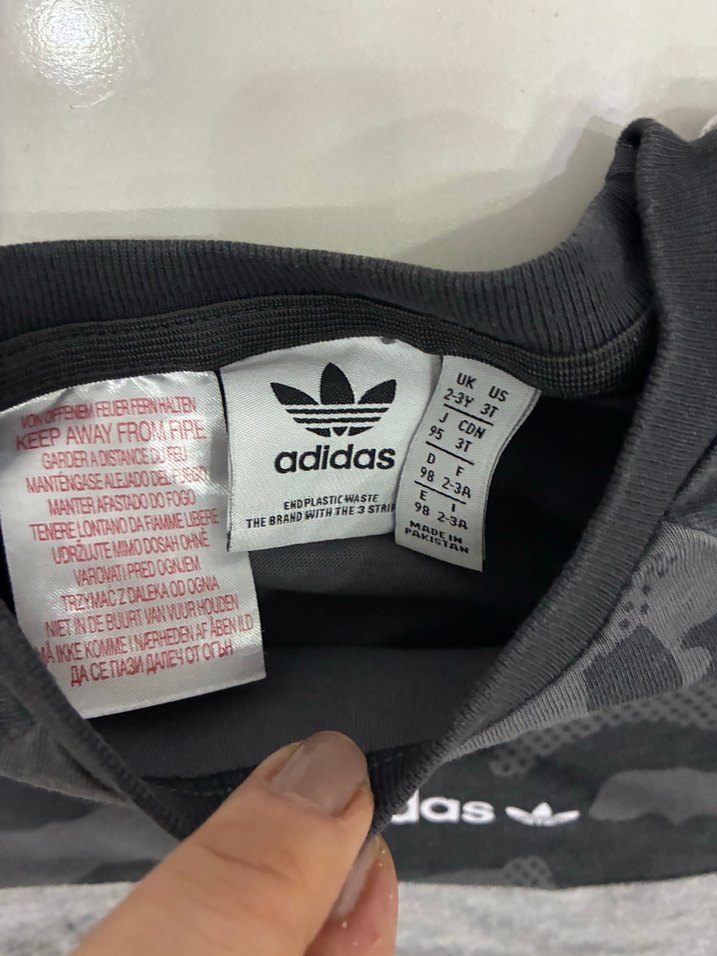 VON OFFENEM FEUER FERN HALTEN
KEEP AWAY FROM FIRE
GARDER A DISTANCE DU FEU
MANTÉNGASE ALEJADO DEL FUEGO
MANTER AFASTADO DO FOGO
TENERE LONTANO DA FIAMME LIBERE
UDRŽUJTE MIMO DOSAH OHNĚ
VAROVATI PRED OGNJEM
TRZYMAĆ Z DALEKA OD OGNIA
NIET IN DE BUURT VAN VUUR HOUDEN
MÅ IKKE KOMME I NÆRHEDEN AF ÅBEN ILD
ДА СЕ ПАЗИ ДАЛЕЧ ОТ ОГЪН
adidas
END PLASTIC WASTE
THE BRAND WITH THE 3 STRIP
UK US
2-3Y 3T
J CDN
95 3T
D F
98 2-3A
E I
98 2-3A
MADE IN
PAKISTAN
das